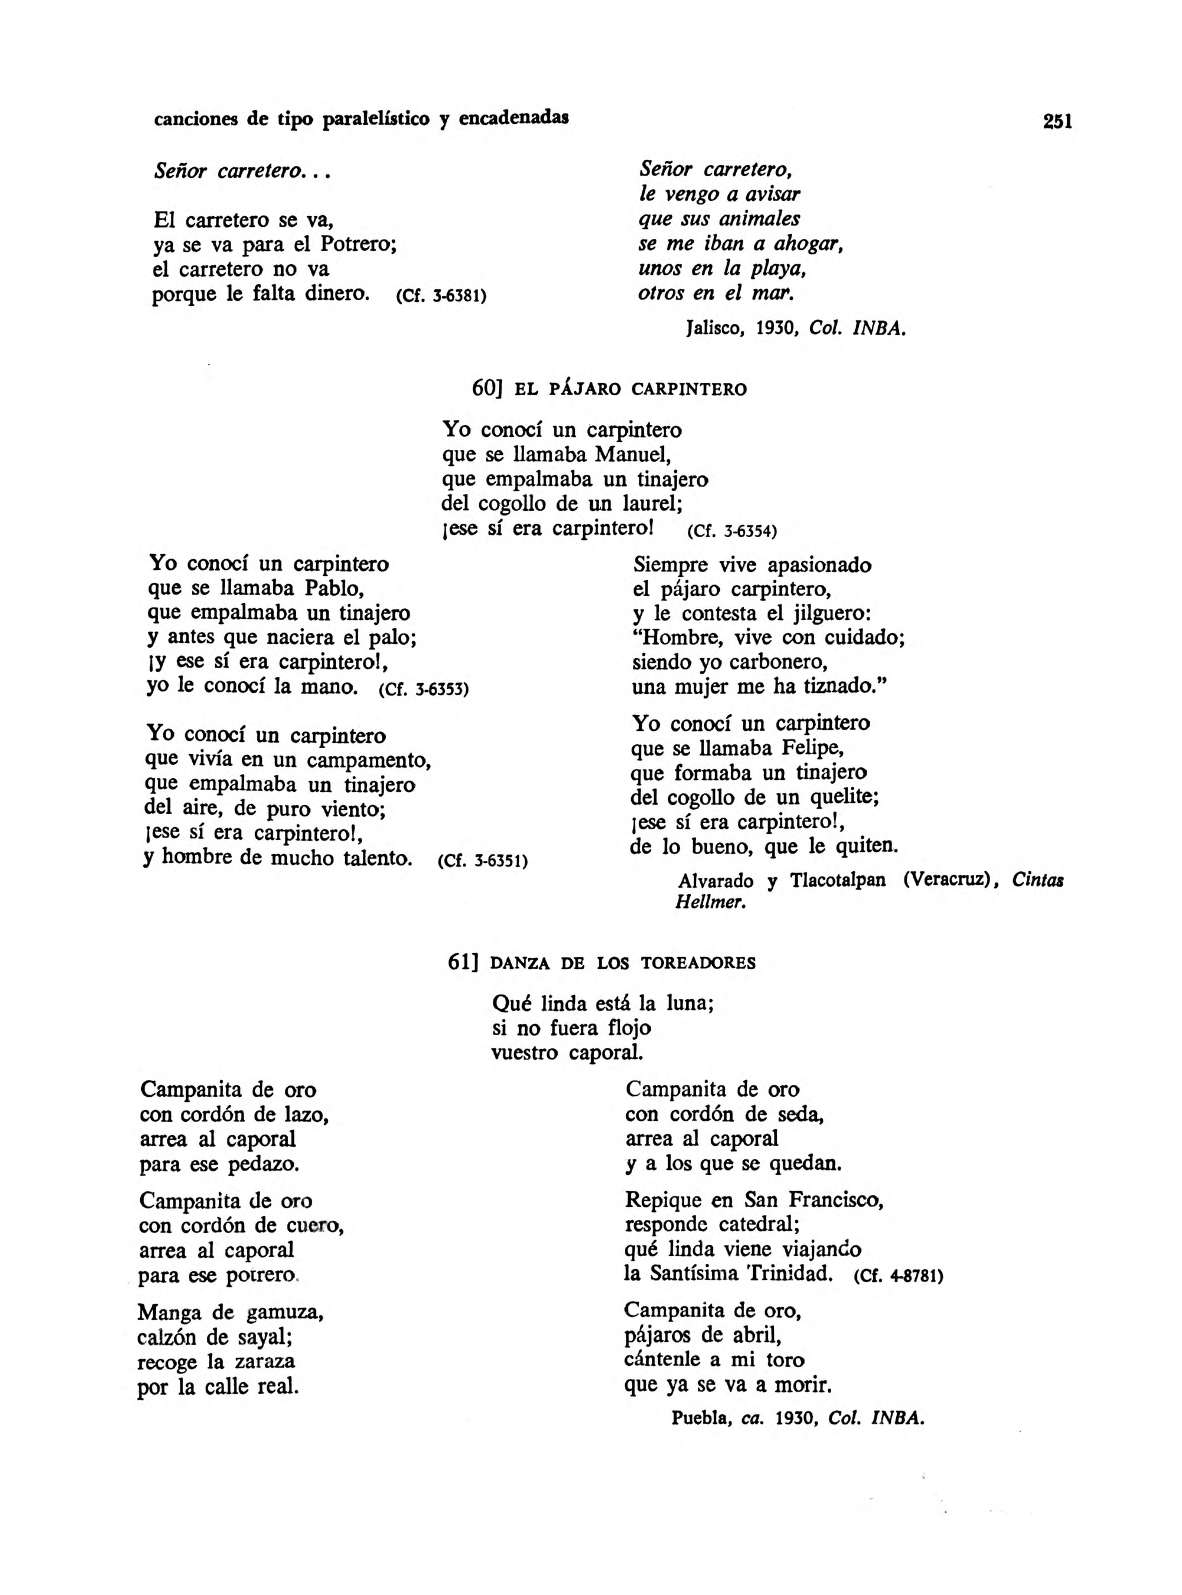 canciones de tipo paralelístico y encadenadas 251
Señor carretero...
El carretero se va,
ya se va para el Potrero;
el carretero no va
porque le falta dinero. (Cf. 3-6381)
Señor carretero,
le vengo a avisar
que sus animales
se me iban a ahogar,
unos en la playa,
otros en el mar.
Jalisco, 1930, Col. INBA.
60] EL PÁJARO CARPINTERO
Yo conocí un carpintero
que se llamaba Manuel,
que empalmaba un tinajero
del cogollo de un laurel;
¡ese sí era carpintero! (Cf. 3-6354)
Yo conocí un carpintero
que se llamaba Pablo,
que empalmaba un tinajero
y antes que naciera el palo;
¡y ese sí era carpintero!,
yo le conocí la mano. (Cf. 3-6353)
Yo conocí un carpintero
que vivía en un campamento,
que empalmaba un tinajero
del aire, de puro viento;
¡ese sí era carpintero!,
y hombre de mucho talento. (Cf. 3-6351)
Siempre vive apasionado
el pájaro carpintero,
y le contesta el jilguero:
“Hombre, vive con cuidado;
siendo yo carbonero,
una mujer me ha tiznado.”
Yo conocí un carpintero
que se llamaba Felipe,
que formaba un tinajero
del cogollo de un quelite;
¡ese sí era carpintero!,
de lo bueno, que le quiten.
Alvarado y Tlacotalpan (Veracruz), Cintas
Hellmer.
61] DANZA DE LOS TOREADORES
Qué linda está la luna;
si no fuera flojo
vuestro caporal.
Campanita de oro
con cordón de lazo,
arrea al caporal
para ese pedazo.
Campanita de oro
con cordón de cuero,
arrea al caporal
para ese potrero.
Manga de gamuza,
calzón de sayal;
recoge la zaraza
por la calle real.
Campanita de oro
con cordón de seda,
arrea al caporal
y a los que se quedan.
Repique en San Francisco,
responde catedral;
qué linda viene viajando
la Santísima Trinidad. (Cf. 4-8781)
Campanita de oro,
pájaros de abril,
cántenle a mi toro
que ya se va a morir.
Puebla, ca. 1930, Col. INBA.